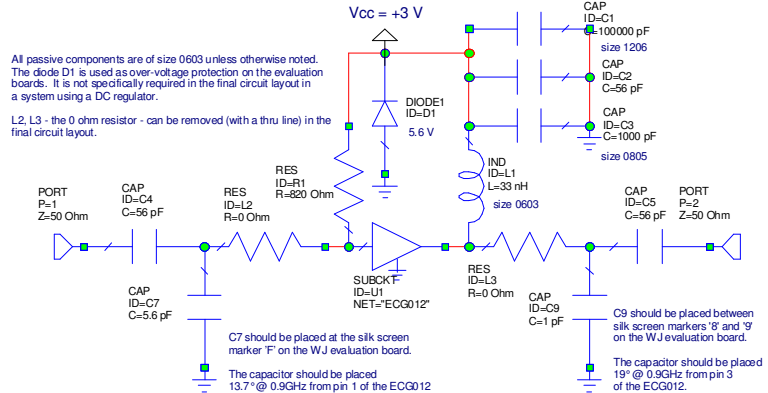 Vcc = +3 V
CAP
ID=C1
C=100000 pF
size 1206
All passive components are of size 0603 unless otherwise noted.
The diode D1 is used as over-voltage protection on the evaluation
boards. It is not specifically required in the final circuit layout in
a system using a DC regulator.
L2, L3 - the 0 ohm resistor - can be removed (with a thru line) in the
final circuit layout.
CAP
ID=C2
C=56 pF
DIODE1
ID=D1
5.6 V
CAP
ID=C3
C=1000 pF
size 0805
IND
ID=L1
L=33 nH
size 0603
RES
ID=R1
R=820 Ohm
PORT
P=1
Z=50 Ohm
CAP
ID=C4
C=56 pF
RES
ID=L2
R=0 Ohm
CAP
ID=C5
C=56 pF
PORT
P=2
Z=50 Ohm
SUBCKT
ID=U1
NET="ECG012"
RES
ID=L3
R=0 Ohm
CAP
ID=C7
C=5.6 pF
CAP
ID=C9
C=1 pF
C7 should be placed at the silk screen
marker 'F' on the WJ evaluation board.
The capacitor should be placed
13.7° @ 0.9GHz from pin 1 of the ECG012
C9 should be placed between
silk screen markers '8' and '9'
on the WJ evaluation board.
The capacitor should be placed
19° @ 0.9GHz from pin 3
of the ECG012.